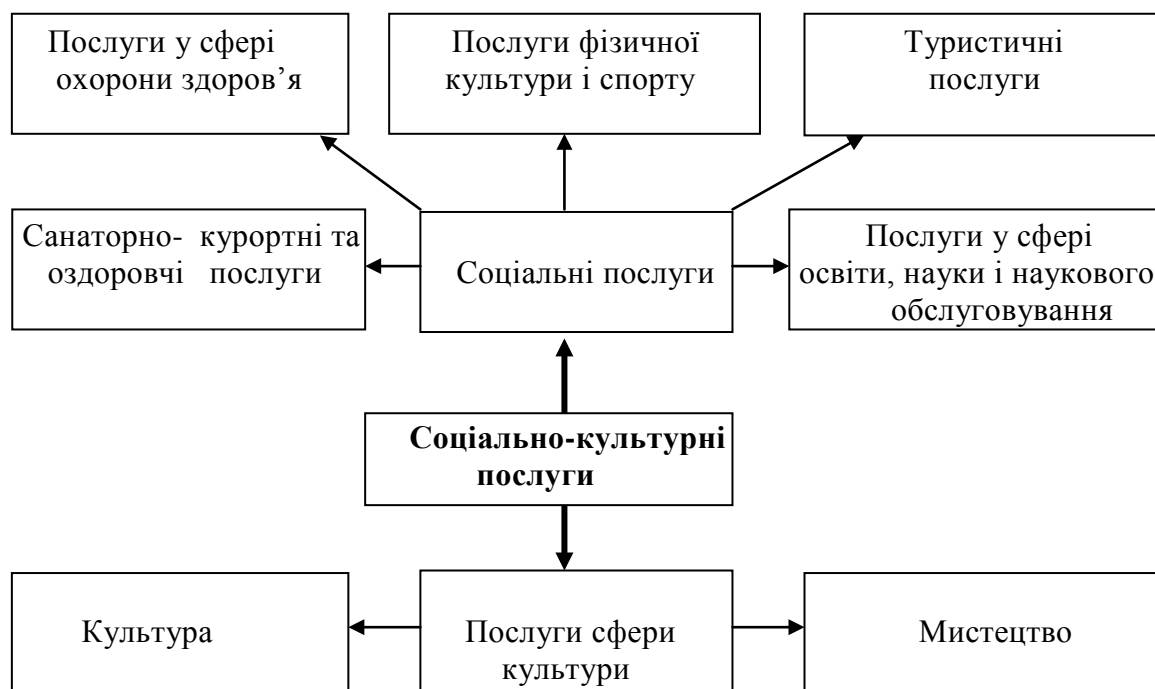 Послуги у сфері
охорони здоров’я
Послуги фізичної
культури і спорту
Туристичні
послуги
Санаторно- курортні та
оздоровчі послуги
Соціальні послуги
Послуги у сфері
освіти, науки і наукового
обслуговування
Соціально-культурні
послуги
Культура
Послуги сфери
культури
Мистецтво